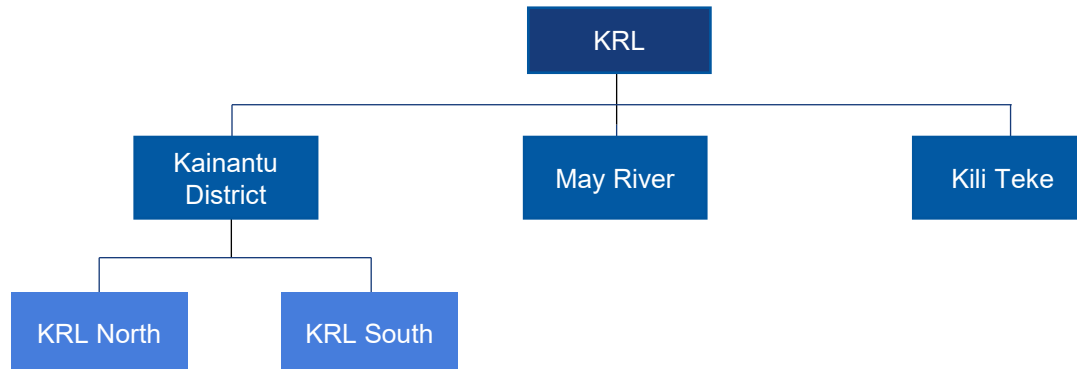 KRL
Kainantu
District
May River
Kili Teke
KRL North
KRL South